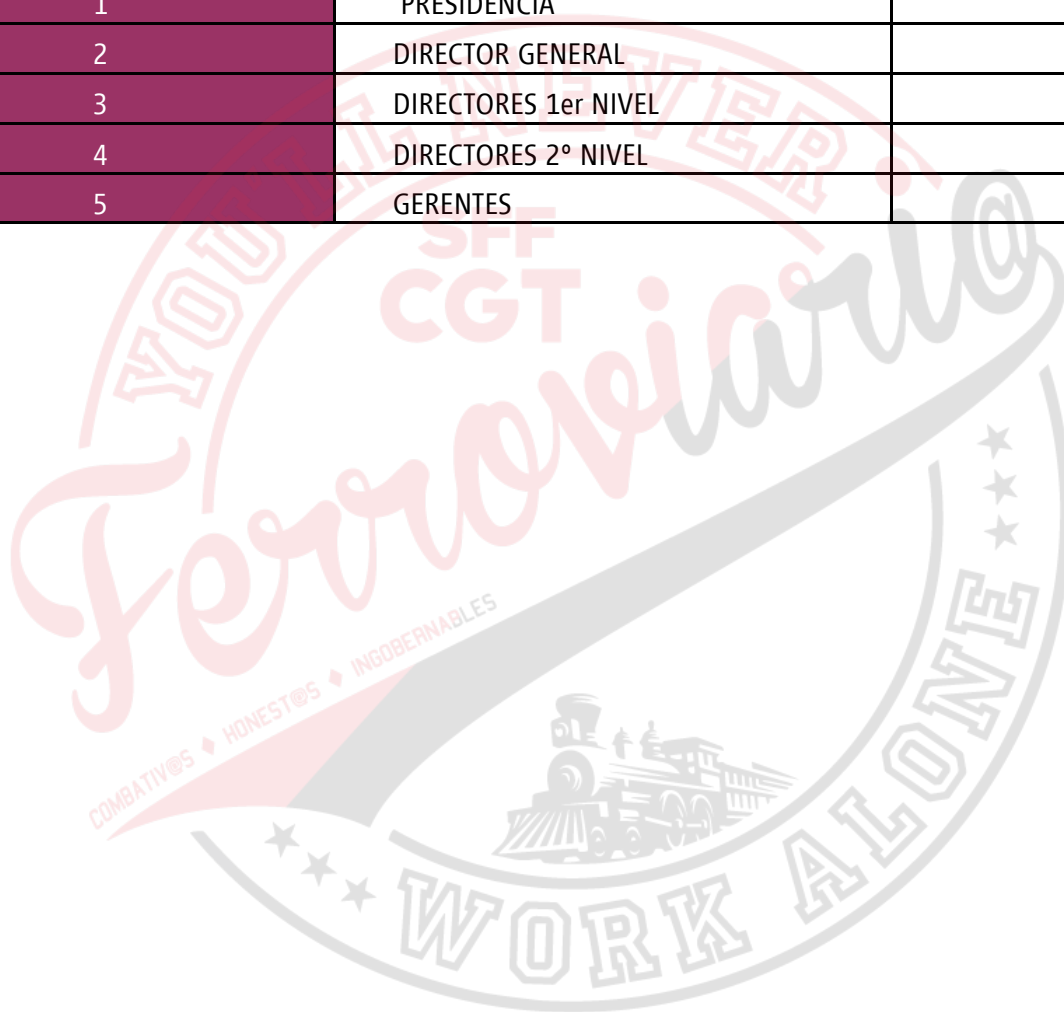 1 PRESIDENCIA
2 DIRECTOR GENERAL
3 DIRECTORES 1er NIVEL
4 DIRECTORES 2º NIVEL
5 GERENTES
YOU'LL NEVER
SFF
CGT
Ferroviari@
COMBATIV@S ♦ HONEST@S ♦ INGOBERNABLES
WORK ALONE